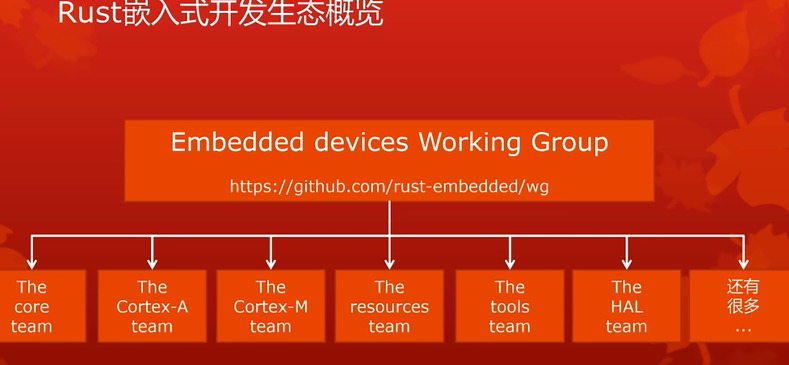 Rust嵌入式开发生态概览
Embedded devices Working Group
https://github.com/rust-embedded/wg
The
core
team
The
Cortex-A
team
The
Cortex-M
team
The
resources
team
The
tools
team
The
HAL
team
还有
很多
...